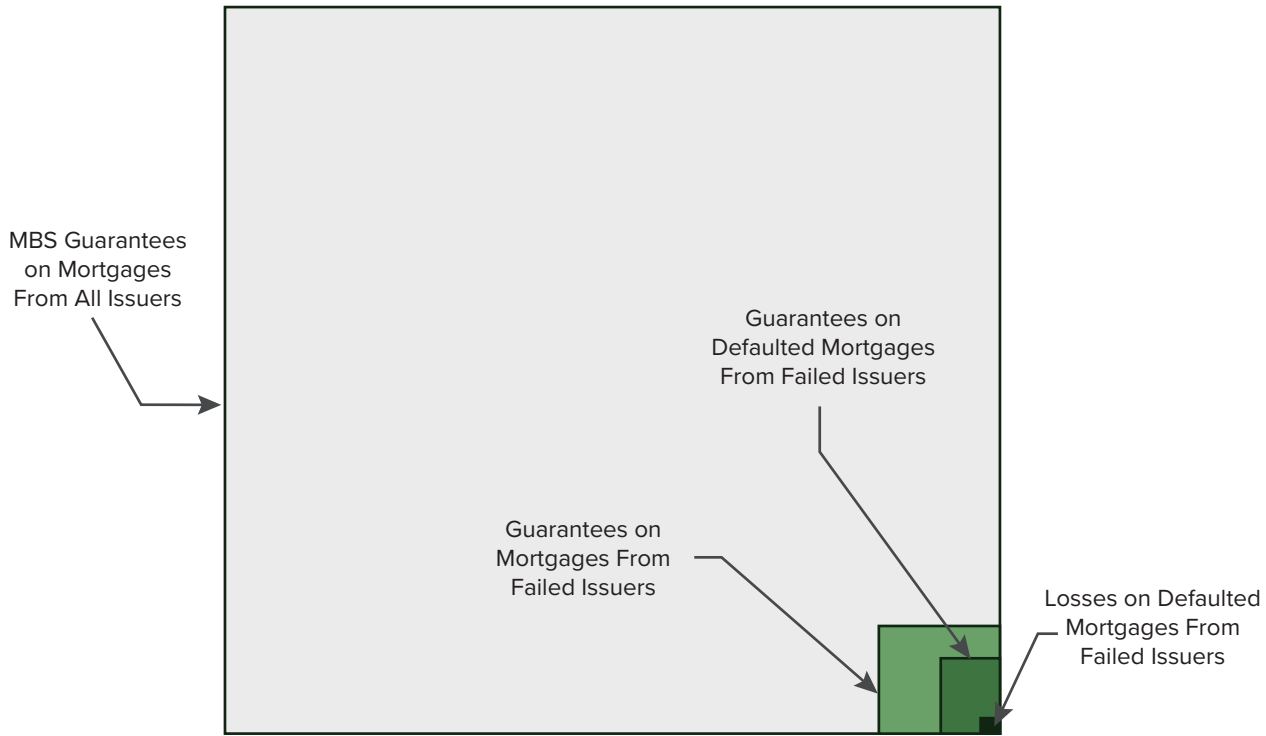 MBS Guarantees
on Mortgages
From All Issuers
Guarantees on
Defaulted Mortgages
From Failed Issuers
Guarantees on
Mortgages From
Failed Issuers
Losses on Defaulted
Mortgages From
Failed Issuers